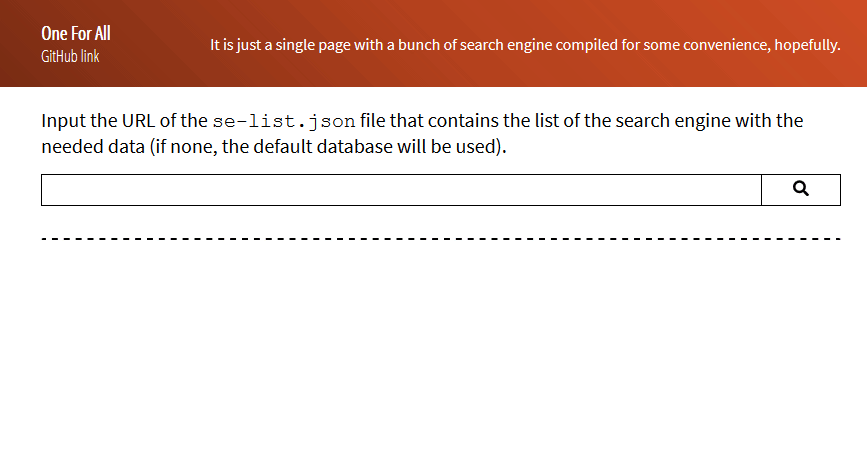 One For All
GitHub link
It is just a single page with a bunch of search engine compiled for some convenience, hopefully.
Input the URL of the se-list.json file that contains the list of the search engine with the
needed data (if none, the default database will be used).